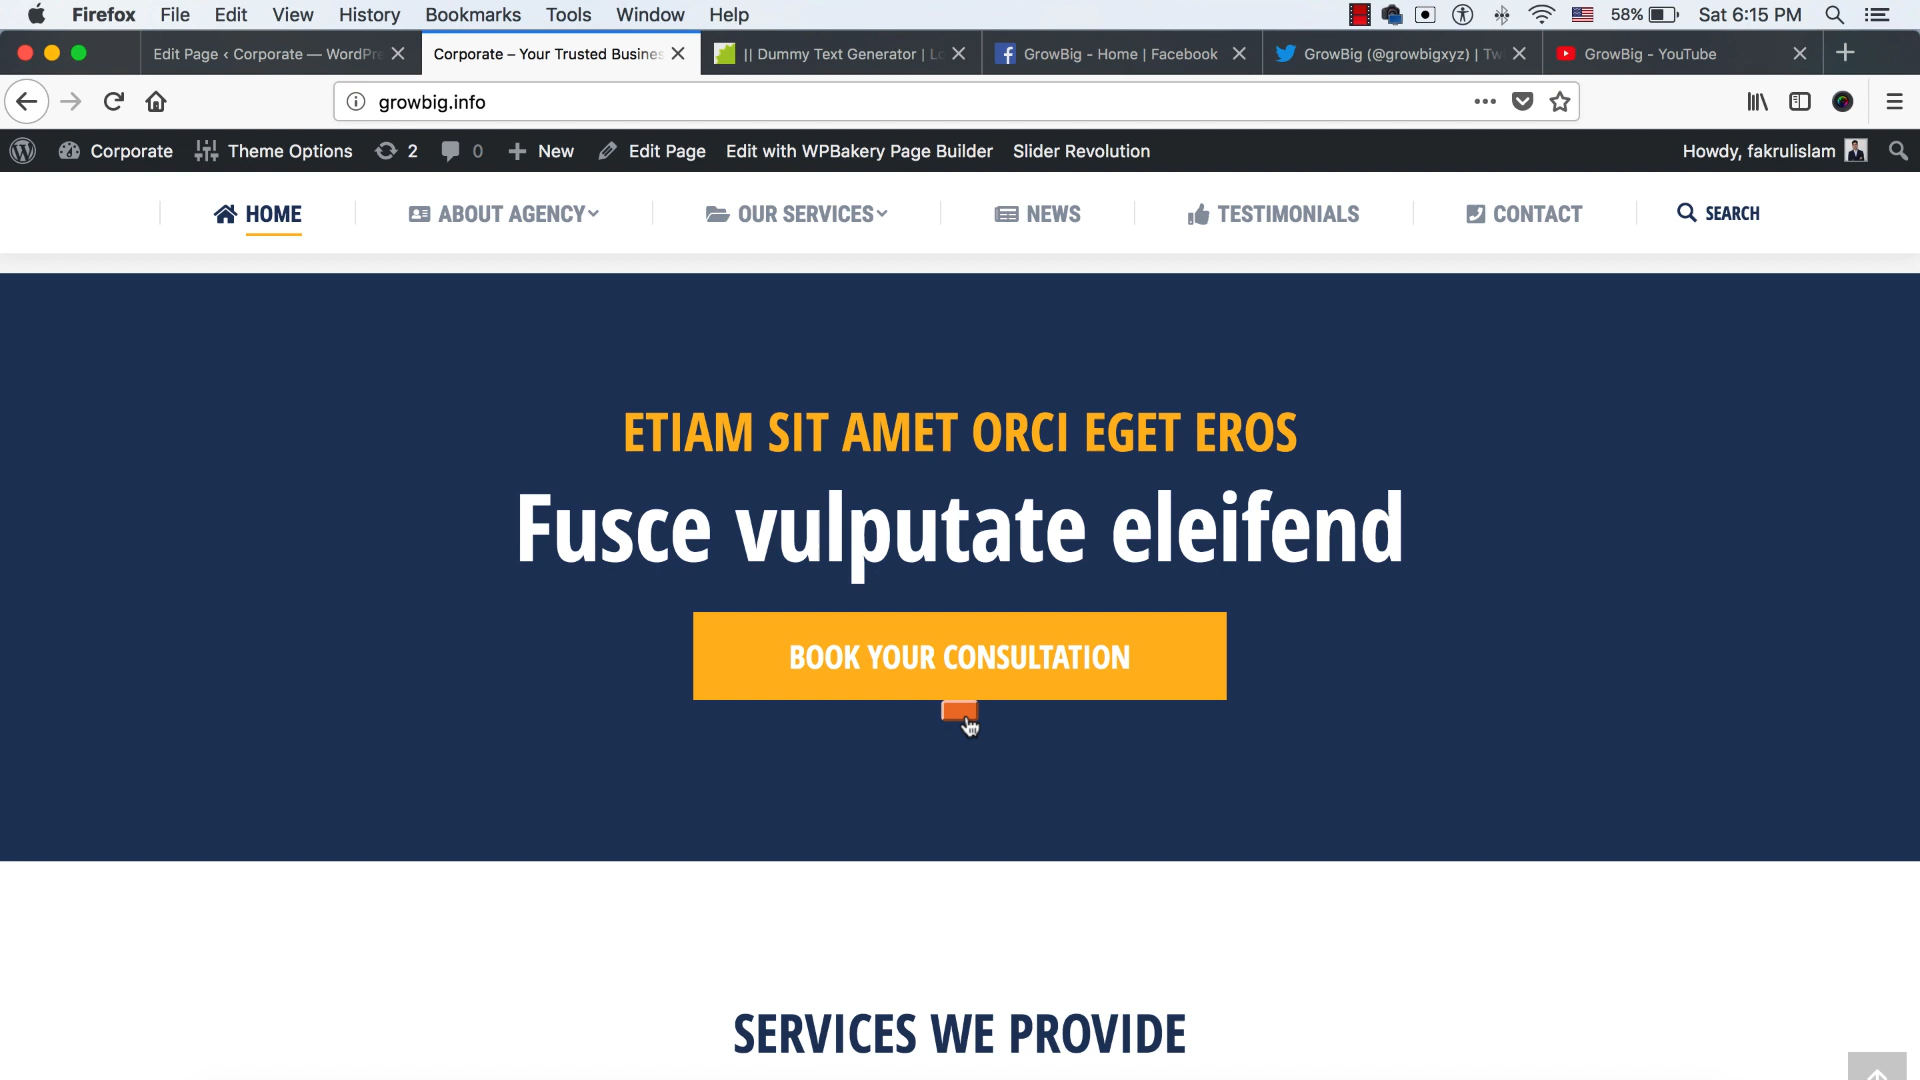 Firefox File Edit View History Bookmarks Tools Window Help 58% Sat 6:15 PM
Edit Page ‹ Corporate — WordPre
Corporate – Your Trusted Busines
|| Dummy Text Generator | Lo
GrowBig - Home | Facebook
GrowBig (@growbigxyz) | Tw
GrowBig - YouTube
growbig.info
Corporate Theme Options 2 0 New Edit Page Edit with WPBakery Page Builder Slider Revolution Howdy, fakrulislam
HOME ABOUT AGENCY OUR SERVICES NEWS TESTIMONIALS CONTACT SEARCH
ETIAM SIT AMET ORCI EGET EROS
Fusce vulputate eleifend
BOOK YOUR CONSULTATION
SERVICES WE PROVIDE